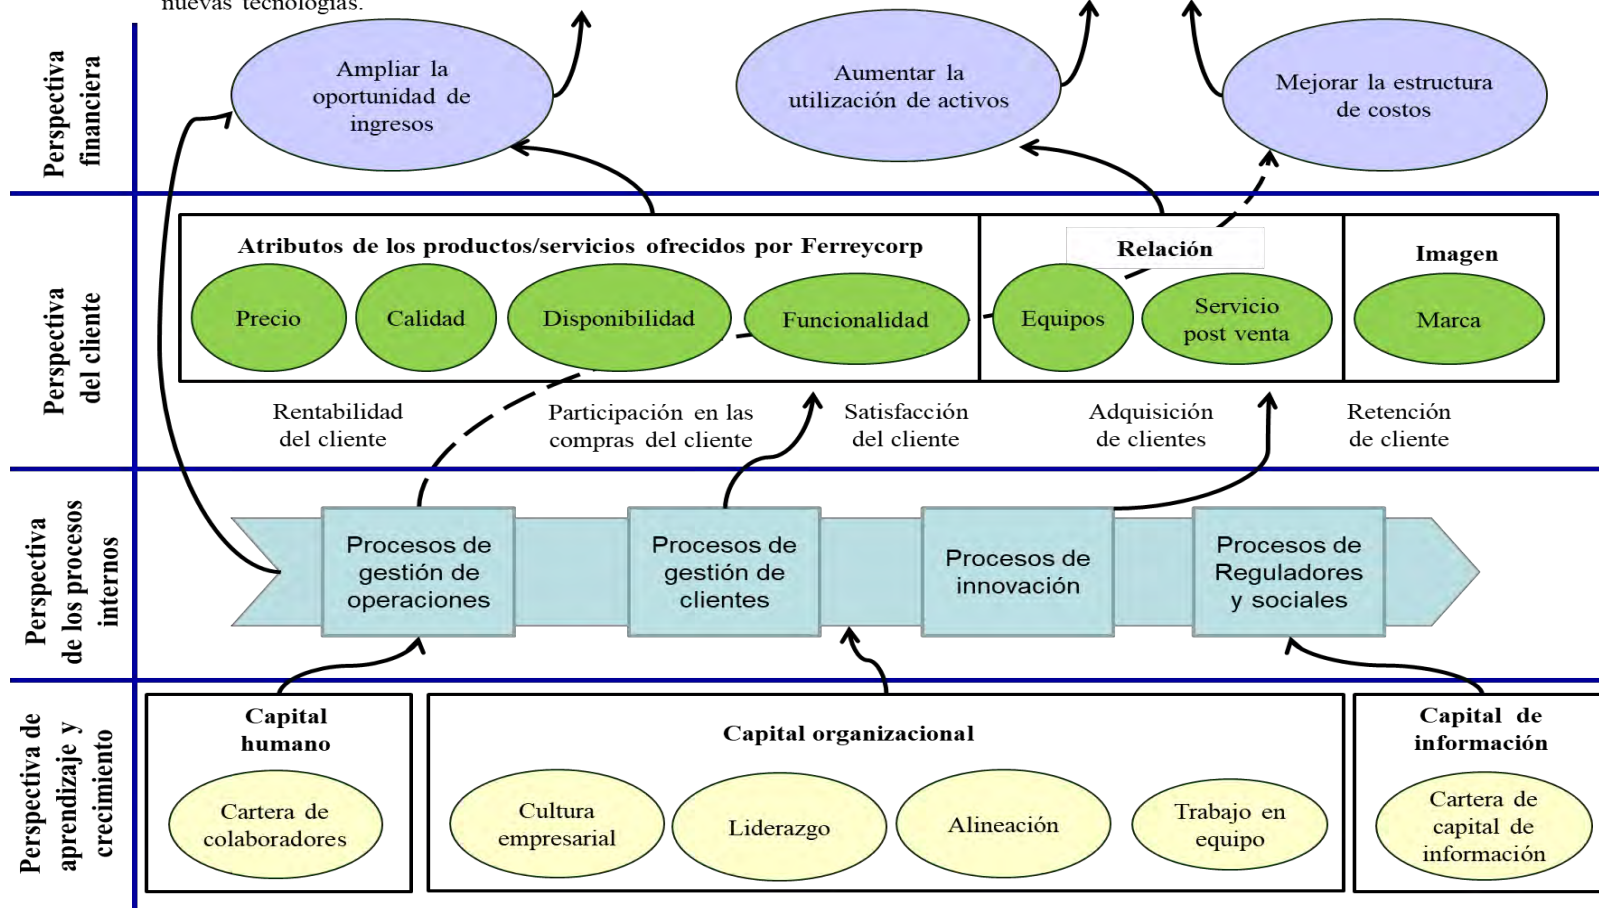 nuevas tecnologías.
Perspectiva
financiera
Ampliar la
oportunidad de
ingresos
Aumentar la
utilización de activos
Mejorar la estructura
de costos
Perspectiva
del cliente
Atributos de los productos/servicios ofrecidos por Ferreycorp
Relación
Imagen
Precio
Calidad
Disponibilidad
Funcionalidad
Equipos
Servicio
post venta
Marca
Rentabilidad
del cliente
Participación en las
compras del cliente
Satisfacción
del cliente
Adquisición
de clientes
Retención
de cliente
Perspectiva
de los procesos
internos
Procesos de
gestión de
operaciones
Procesos de
gestión de
clientes
Procesos de
innovación
Procesos de
Reguladores
y sociales
Perspectiva de
aprendizaje y
crecimiento
Capital
humano
Cartera de
colaboradores
Capital organizacional
Cultura
empresarial
Liderazgo
Alineación
Trabajo en
equipo
Capital de
información
Cartera de
capital de
información